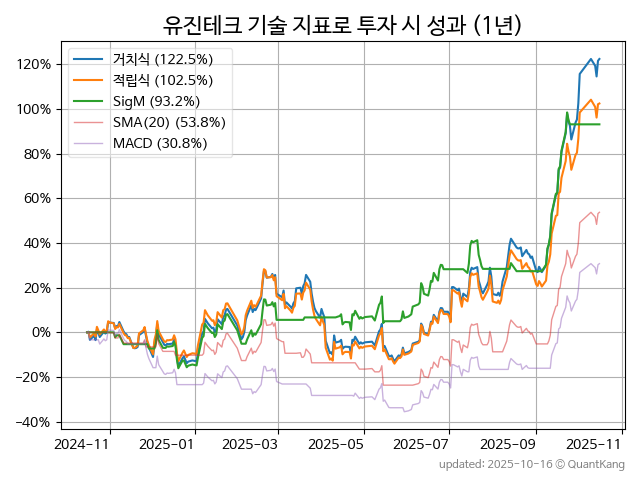 유진테크 기술 지표로 투자 시 성과 (1년)
거치식 (122.5%)
적립식 (102.5%)
SigM (93.2%)
SMA(20) (53.8%)
MACD (30.8%)
120%
100%
80%
60%
40%
20%
0%
−20%
−40%
2024-11
2025-01
2025-03
2025-05
2025-07
2025-09
2025-11
updated: 2025-10-16 © QuantKang